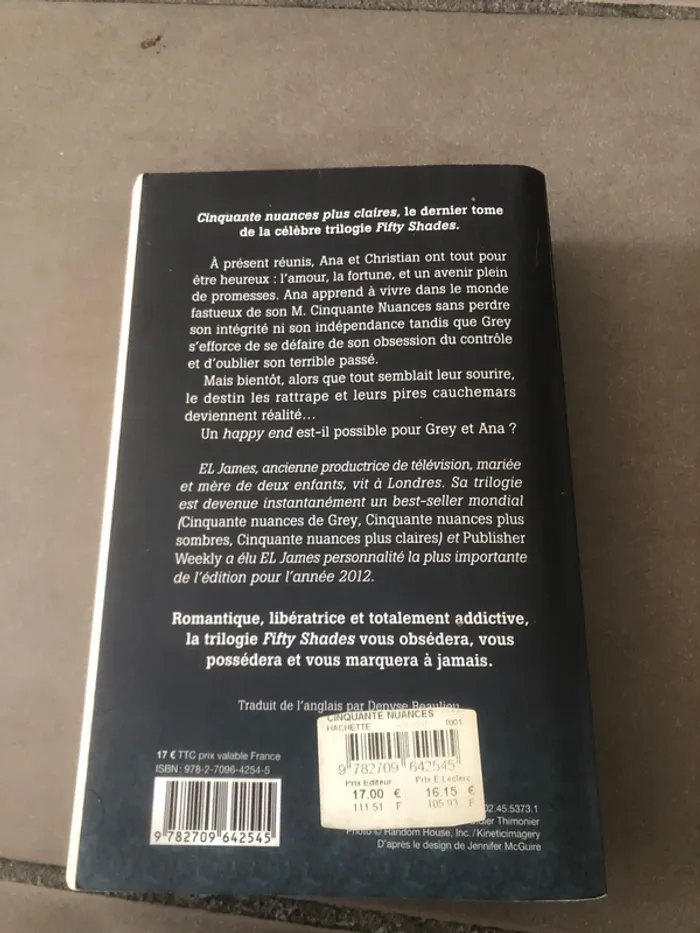 Cinquante nuances plus claires, le dernier tome
de la célèbre trilogie Fifty Shades.
À présent réunis, Ana et Christian ont tout pour
être heureux : l'amour, la fortune, et un avenir plein
de promesses. Ana apprend à vivre dans le monde
fastueux de son M. Cinquante Nuances sans perdre
son intégrité ni son indépendance tandis que Grey
s'efforce de se défaire de son obsession du contrôle
et d'oublier son terrible passé.
Mais bientôt, alors que tout semblait leur sourire,
le destin les rattrape et leurs pires cauchemars
deviennent réalité...
Un happy end est-il possible pour Grey et Ana ?
EL James, ancienne productrice de télévision, mariée
et mère de deux enfants, vit à Londres. Sa trilogie
est devenue instantanément un best-seller mondial
(Cinquante nuances de Grey, Cinquante nuances plus
sombres, Cinquante nuances plus claires) et Publisher
Weekly a élu EL James personnalité la plus importante
de l'édition pour l'année 2012.
Romantique, libératrice et totalement addictive,
la trilogie Fifty Shades vous obsédera, vous
possédera et vous marquera à jamais.
Traduit de l'anglais par Denyse Beaulieu
CINQUANTE NUANCES
HACHETTE R001
9 782709 642545
Prix Editeur Prix E.Leclerc
17.00 € 16.15 €
111.51 F 105.93 F
17 € TTC prix valable France
ISBN : 978-2-7096-4254-5
9 782709 642545
02.45.5373.1
Thimonier
Photo © Random House, Inc. / Kineticimagery
D'après le design de Jennifer McGuire